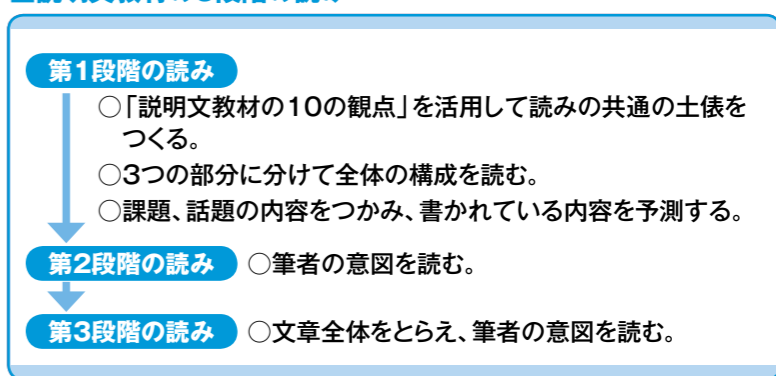 第1段階の読み
○「説明文教材の10の観点」を活用して読みの共通の土俵を
つくる。
○3つの部分に分けて全体の構成を読む。
○課題、話題の内容をつかみ、書かれている内容を予測する。
第2段階の読み ○筆者の意図を読む。
第3段階の読み ○文章全体をとらえ、筆者の意図を読む。